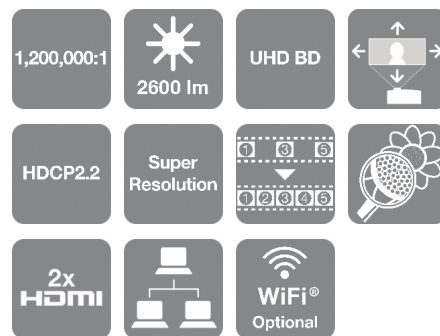 1,200,000:1
2600 lm
UHD BD
HDCP2.2
Super
Resolution
1 3 5
1 2 3 4 5
2x
HDMI
WiFi®
Optional